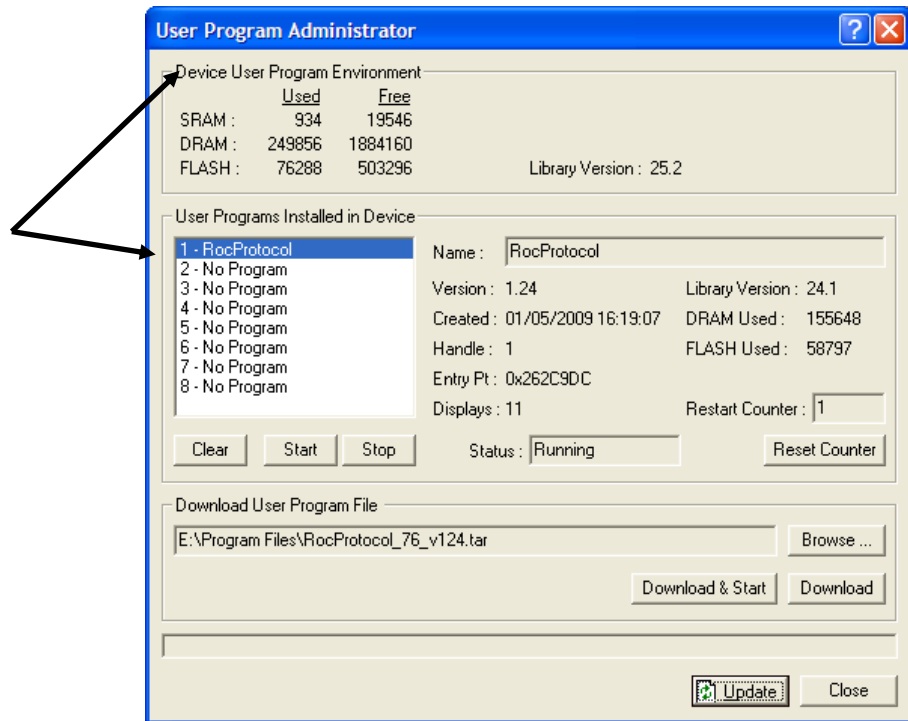 User Program Administrator
Device User Program Environment
Used Free
SRAM : 934 19546
DRAM : 249856 1884160
FLASH : 76288 503296 Library Version : 25.2
User Programs Installed in Device
1 - RocProtocol
2 - No Program
3 - No Program
4 - No Program
5 - No Program
6 - No Program
7 - No Program
8 - No Program
Name : RocProtocol
Version : 1.24 Library Version : 24.1
Created : 01/05/2009 16:19:07 DRAM Used : 155648
Handle : 1 FLASH Used : 58797
Entry Pt : 0x262C9DC
Displays : 11 Restart Counter : 1
Clear Start Stop Status : Running Reset Counter
Download User Program File
E:\Program Files\RocProtocol_76_v124.tar Browse ...
Download & Start Download
Update Close